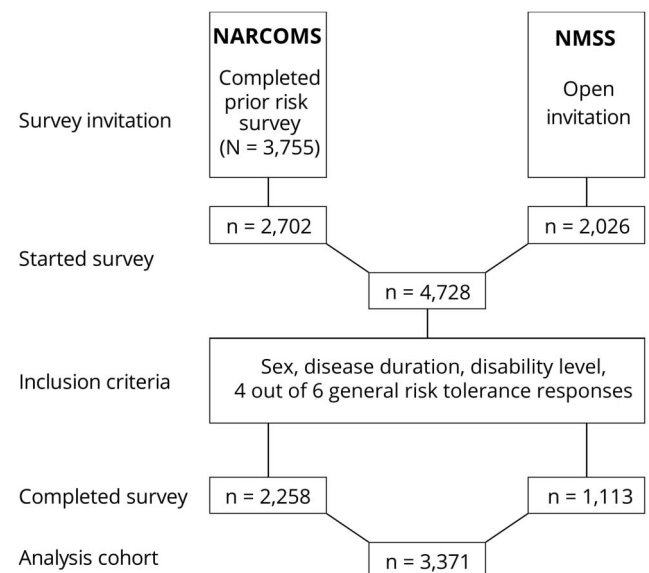 NARCOMS
Completed
prior risk
survey
(N = 3,755)
NMSS
Open
invitation
Survey invitation
n = 2,702
n = 2,026
Started survey
n = 4,728
Inclusion criteria
Sex, disease duration, disability level,
4 out of 6 general risk tolerance responses
Completed survey
n = 2,258
n = 1,113
Analysis cohort
n = 3,371